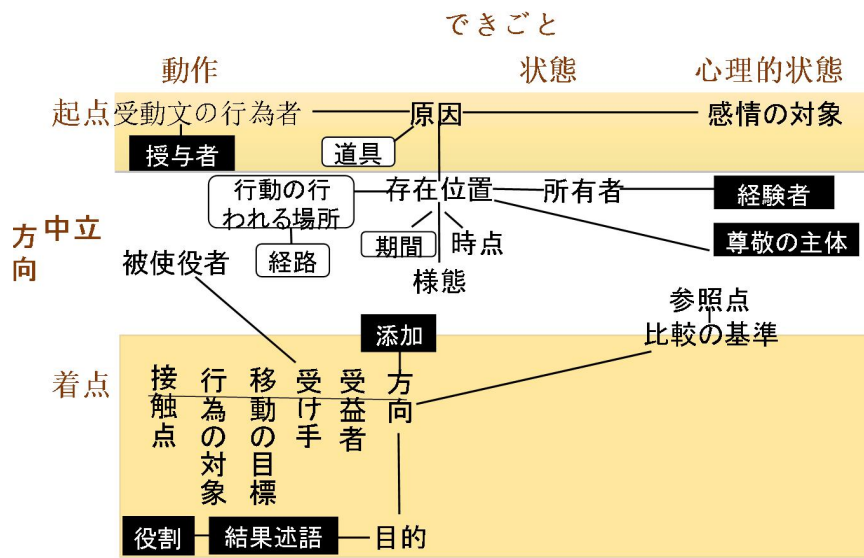 できごと
動作
状態
心理的状態
起点
受動文の行為者
原因
感情の対象
授与者
道具
行動の行
われる場所
存在位置
所有者
経験者
方向
中立
経路
期間
時点
尊敬の主体
被使役者
様態
参照点
比較の基準
添加
着点
接触点
行為の対象
移動の目標
受け手
受益者
方向
役割
結果述語
目的